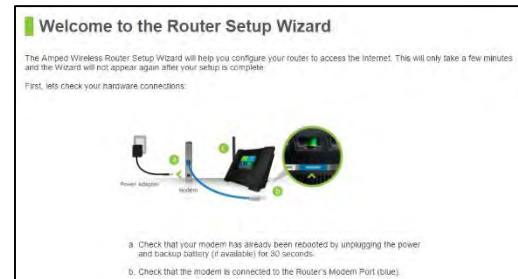 Welcome to the Router Setup Wizard
The Amped Wireless Router Setup Wizard will help you configure your router to access the Internet. This will only take a few minutes
and the Wizard will not appear again after your setup is complete
First, lets check your hardware connections:
a
c
Power Adapter
Modem
b
a. Check that your modem has already been rebooted by unplugging the power
and backup battery (if available) for 30 seconds.
b. Check that the modem is connected to the Router's Modem Port (blue).